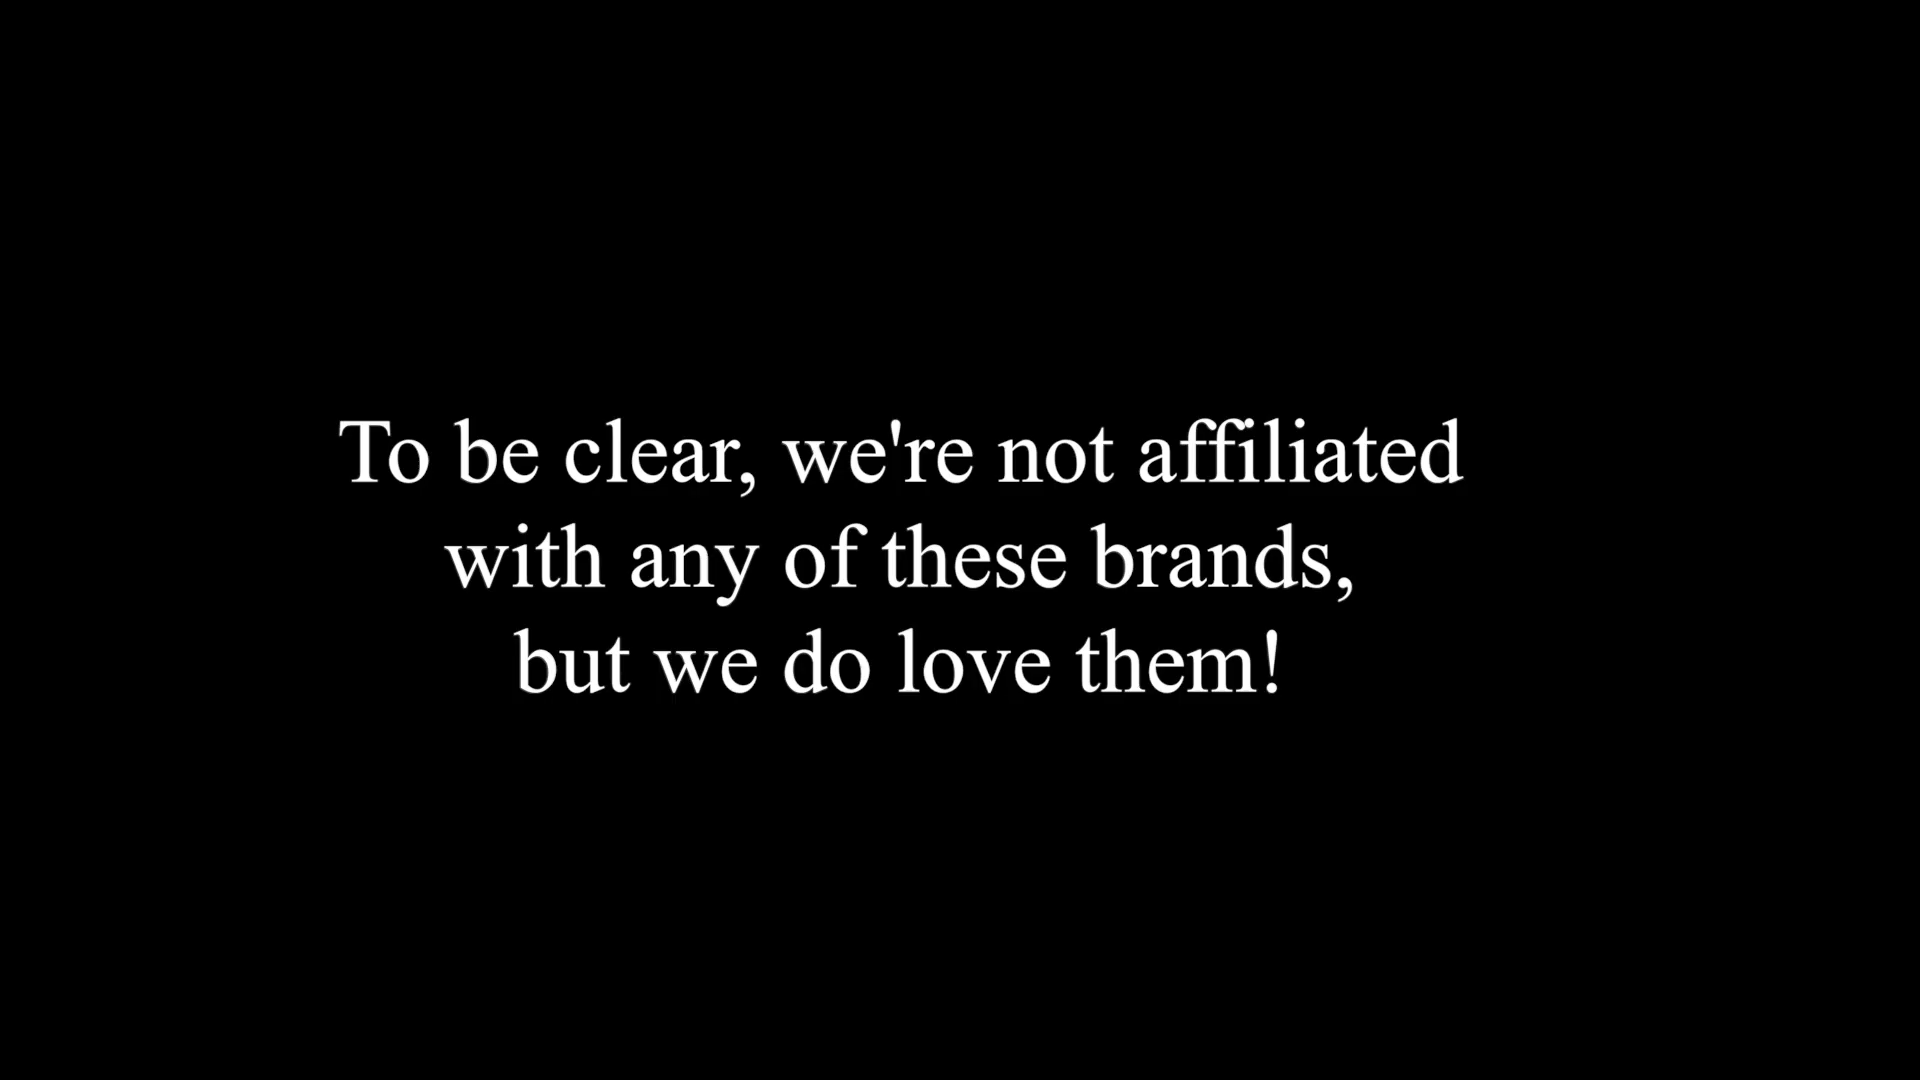 To be clear, we're not affiliated
with any of these brands,
but we do love them!